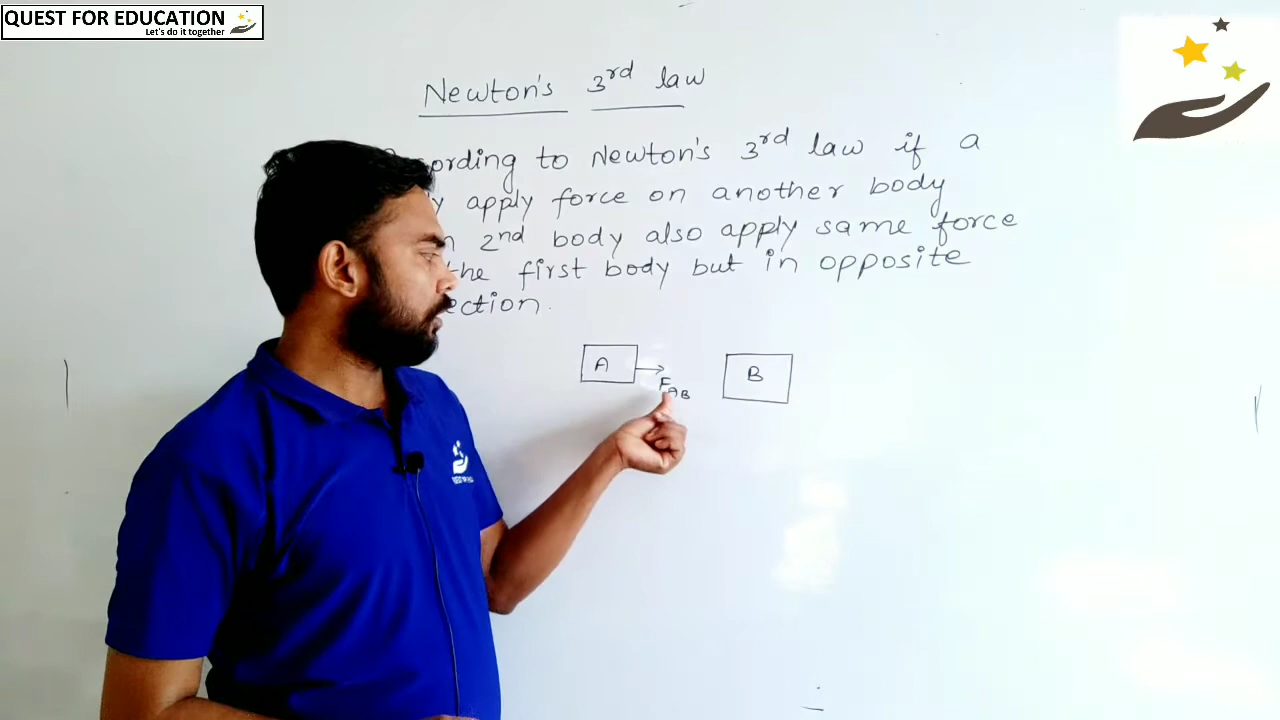 QUEST FOR EDUCATION
Let's do it together
Newton's 3rd law
ording to Newton's 3rd law if a
y apply force on another body
n 2nd body also apply same force
the first body but in opposite
ection.
A
B
FAB